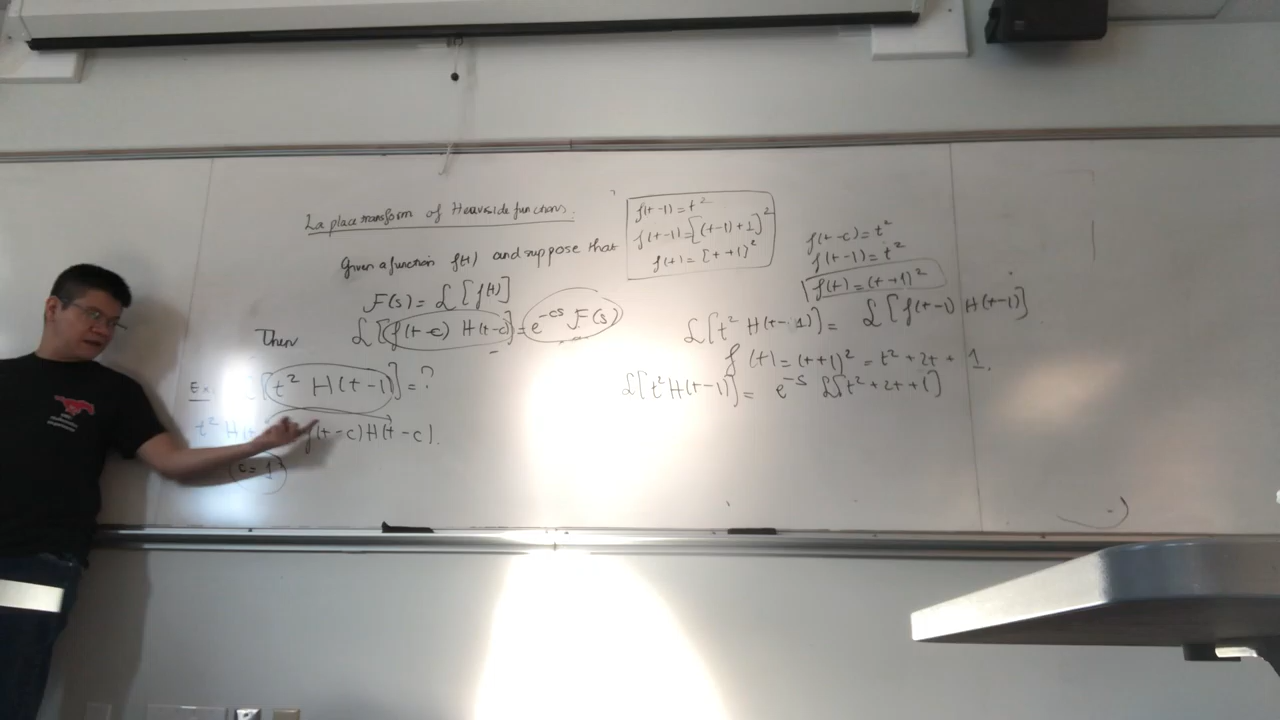 Laplace transform of Heaviside functions.
Given a function f(t) and suppose that
F(s) = ℒ[f(t)]
Then ℒ[f(t-c) H(t-c)] = e^{-cs} F(s)
Ex: ℒ[t² H(t-1)] = ?
t² H(t f(t-c)H(t-c).
c = 1
f(t-1) = t²
f(t-1) = [(t-1)+1]²
f(t) = [t+1]²
f(t-c) = t²
f(t-1) = t²
f(t) = (t+1)²
ℒ[t² H(t-1)] = ℒ[f(t-1) H(t-1)]
f(t) = (t+1)² = t² + 2t + 1.
ℒ[t² H(t-1)] = e^{-s} ℒ[t² + 2t + 1]